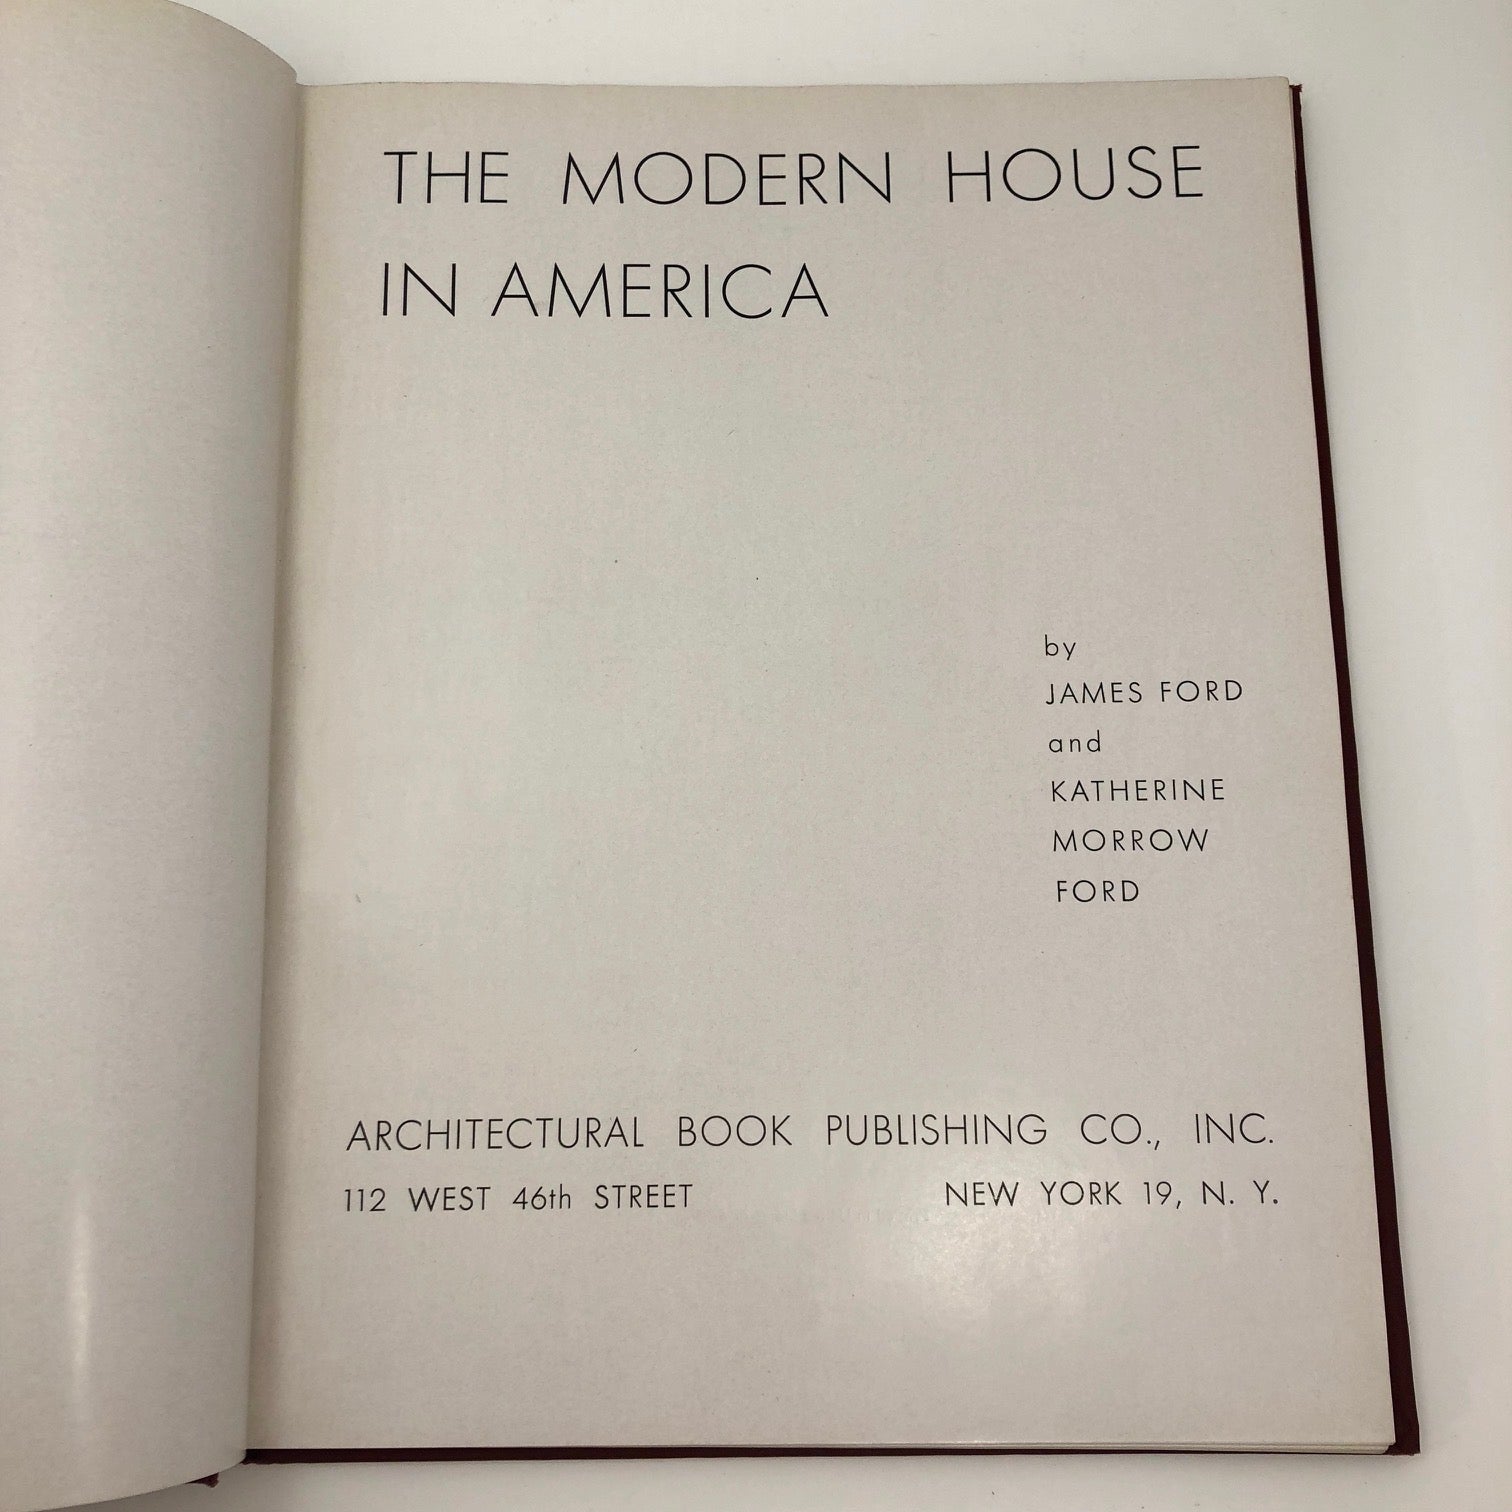 THE MODERN HOUSE
IN AMERICA
by
JAMES FORD
and
KATHERINE
MORROW
FORD
ARCHITECTURAL BOOK PUBLISHING CO., INC.
112 WEST 46th STREET NEW YORK 19, N. Y.